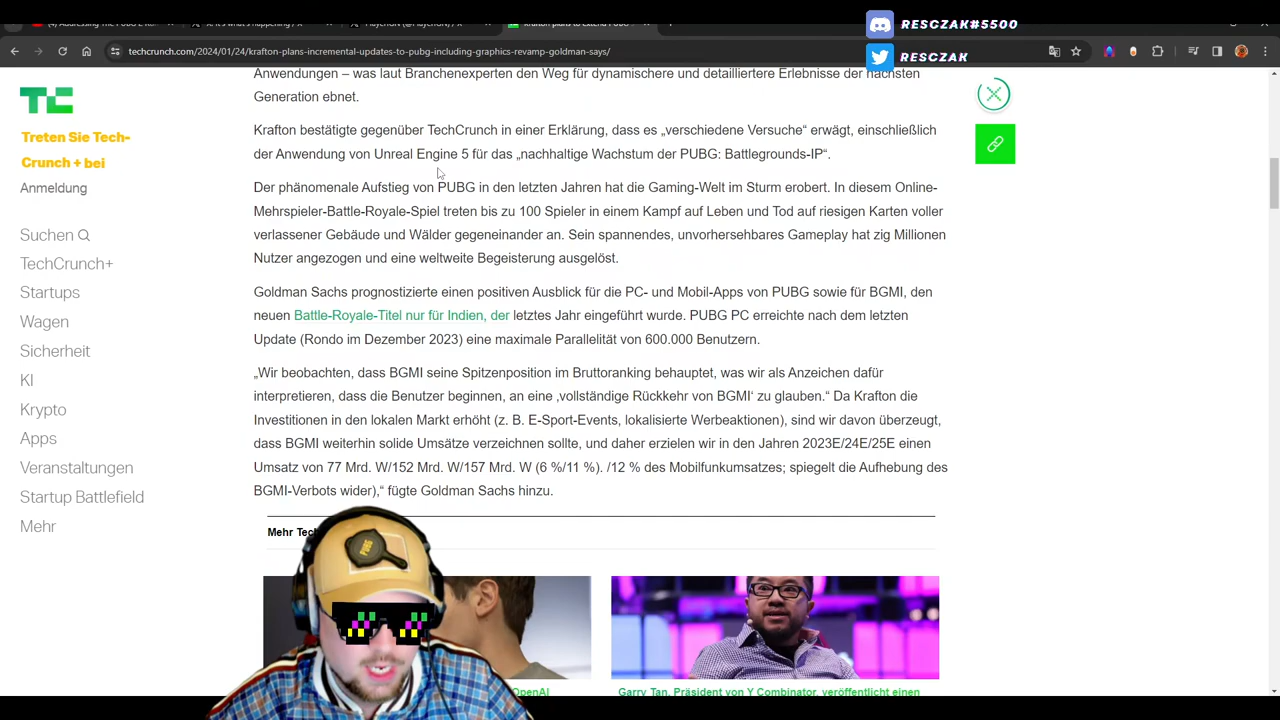 RESCZAK#5500
techcrunch.com/2024/01/24/krafton-plans-incremental-updates-to-pubg-including-graphics-revamp-goldman-says/
RESCZAK
Anwendungen – was laut Branchenexperten den Weg für dynamischere und detailliertere Erlebnisse der nächsten
Generation ebnet.
TC
Treten Sie Tech-
Crunch + bei
Anmeldung
Suchen
TechCrunch+
Startups
Wagen
Sicherheit
KI
Krypto
Apps
Veranstaltungen
Startup Battlefield
Mehr
Krafton bestätigte gegenüber TechCrunch in einer Erklärung, dass es „verschiedene Versuche“ erwägt, einschließlich
der Anwendung von Unreal Engine 5 für das „nachhaltige Wachstum der PUBG: Battlegrounds-IP“.
Der phänomenale Aufstieg von PUBG in den letzten Jahren hat die Gaming-Welt im Sturm erobert. In diesem Online-
Mehrspieler-Battle-Royale-Spiel treten bis zu 100 Spieler in einem Kampf auf Leben und Tod auf riesigen Karten voller
verlassener Gebäude und Wälder gegeneinander an. Sein spannendes, unvorhersehbares Gameplay hat zig Millionen
Nutzer angezogen und eine weltweite Begeisterung ausgelöst.
Goldman Sachs prognostizierte einen positiven Ausblick für die PC- und Mobil-Apps von PUBG sowie für BGMI, den
neuen Battle-Royale-Titel nur für Indien, der letztes Jahr eingeführt wurde. PUBG PC erreichte nach dem letzten
Update (Rondo im Dezember 2023) eine maximale Parallelität von 600.000 Benutzern.
„Wir beobachten, dass BGMI seine Spitzenposition im Bruttoranking behauptet, was wir als Anzeichen dafür
interpretieren, dass die Benutzer beginnen, an eine ‚vollständige Rückkehr von BGMI‘ zu glauben.“ Da Krafton die
Investitionen in den lokalen Markt erhöht (z. B. E-Sport-Events, lokalisierte Werbeaktionen), sind wir davon überzeugt,
dass BGMI weiterhin solide Umsätze verzeichnen sollte, und daher erzielen wir in den Jahren 2023E/24E/25E einen
Umsatz von 77 Mrd. W/152 Mrd. W/157 Mrd. W (6 %/11 %). /12 % des Mobilfunkumsatzes; spiegelt die Aufhebung des
BGMI-Verbots wider),“ fügte Goldman Sachs hinzu.
Mehr
PUBG
OpenAI
Garry Tan, Präsident von Y Combinator, veröffentlicht einen